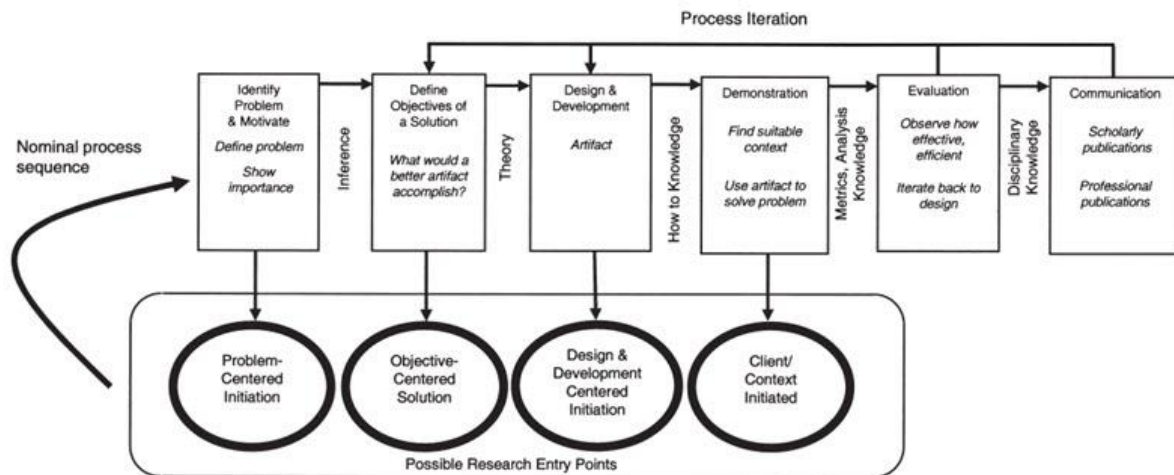 Process Iteration
Nominal process
sequence
Identify
Problem
& Motivate
Define problem
Show
importance
Inference
Define
Objectives of
a Solution
What would a
better artifact
accomplish?
Theory
Design &
Development
Artifact
How to Knowledge
Demonstration
Find suitable
context
Use artifact to
solve problem
Metrics, Analysis
Knowledge
Evaluation
Observe how
effective,
efficient
Iterate back to
design
Disciplinary
Knowledge
Communication
Scholarly
publications
Professional
publications
Problem-
Centered
Initiation
Objective-
Centered
Solution
Design &
Development
Centered
Initiation
Client/
Context
Initiated
Possible Research Entry Points